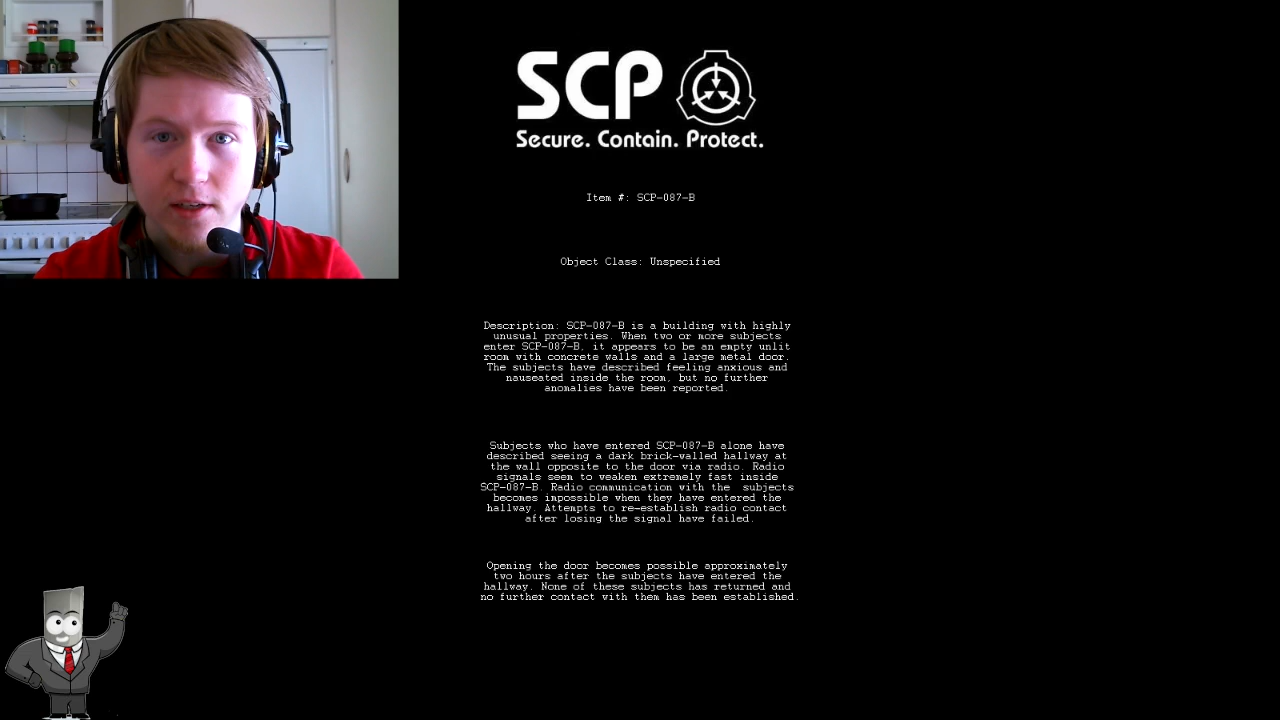 SCP
Secure. Contain. Protect.
Item #: SCP-087-B
Object Class: Unspecified
Description: SCP-087-B is a building with highly
unusual properties. When two or more subjects
enter SCP-087-B, it appears to be an empty unlit
room with concrete walls and a large metal door.
The subjects have described feeling anxious and
nauseated inside the room, but no further
anomalies have been reported.
Subjects who have entered SCP-087-B alone have
described seeing a dark brick-walled hallway at
the wall opposite to the door via radio. Radio
signals seem to weaken extremely fast inside
SCP-087-B. Radio communication with the  subjects
becomes impossible when they have entered the
hallway. Attempts to re-establish radio contact
after losing the signal have failed.
Opening the door becomes possible approximately
two hours after the subjects have entered the
hallway. None of these subjects has returned and
no further contact with them has been established.